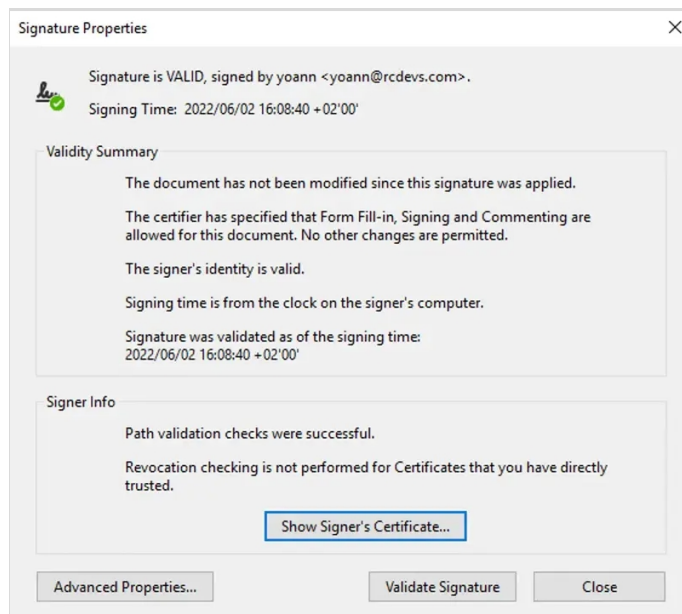 Signature Properties
Signature is VALID, signed by yoann <yoann@rcdevs.com>.
Signing Time: 2022/06/02 16:08:40 +02'00'
Validity Summary
The document has not been modified since this signature was applied.
The certifier has specified that Form Fill-in, Signing and Commenting are
allowed for this document. No other changes are permitted.
The signer's identity is valid.
Signing time is from the clock on the signer's computer.
Signature was validated as of the signing time:
2022/06/02 16:08:40 +02'00'
Signer Info
Path validation checks were successful.
Revocation checking is not performed for Certificates that you have directly
trusted.
Show Signer's Certificate...
Advanced Properties...
Validate Signature
Close